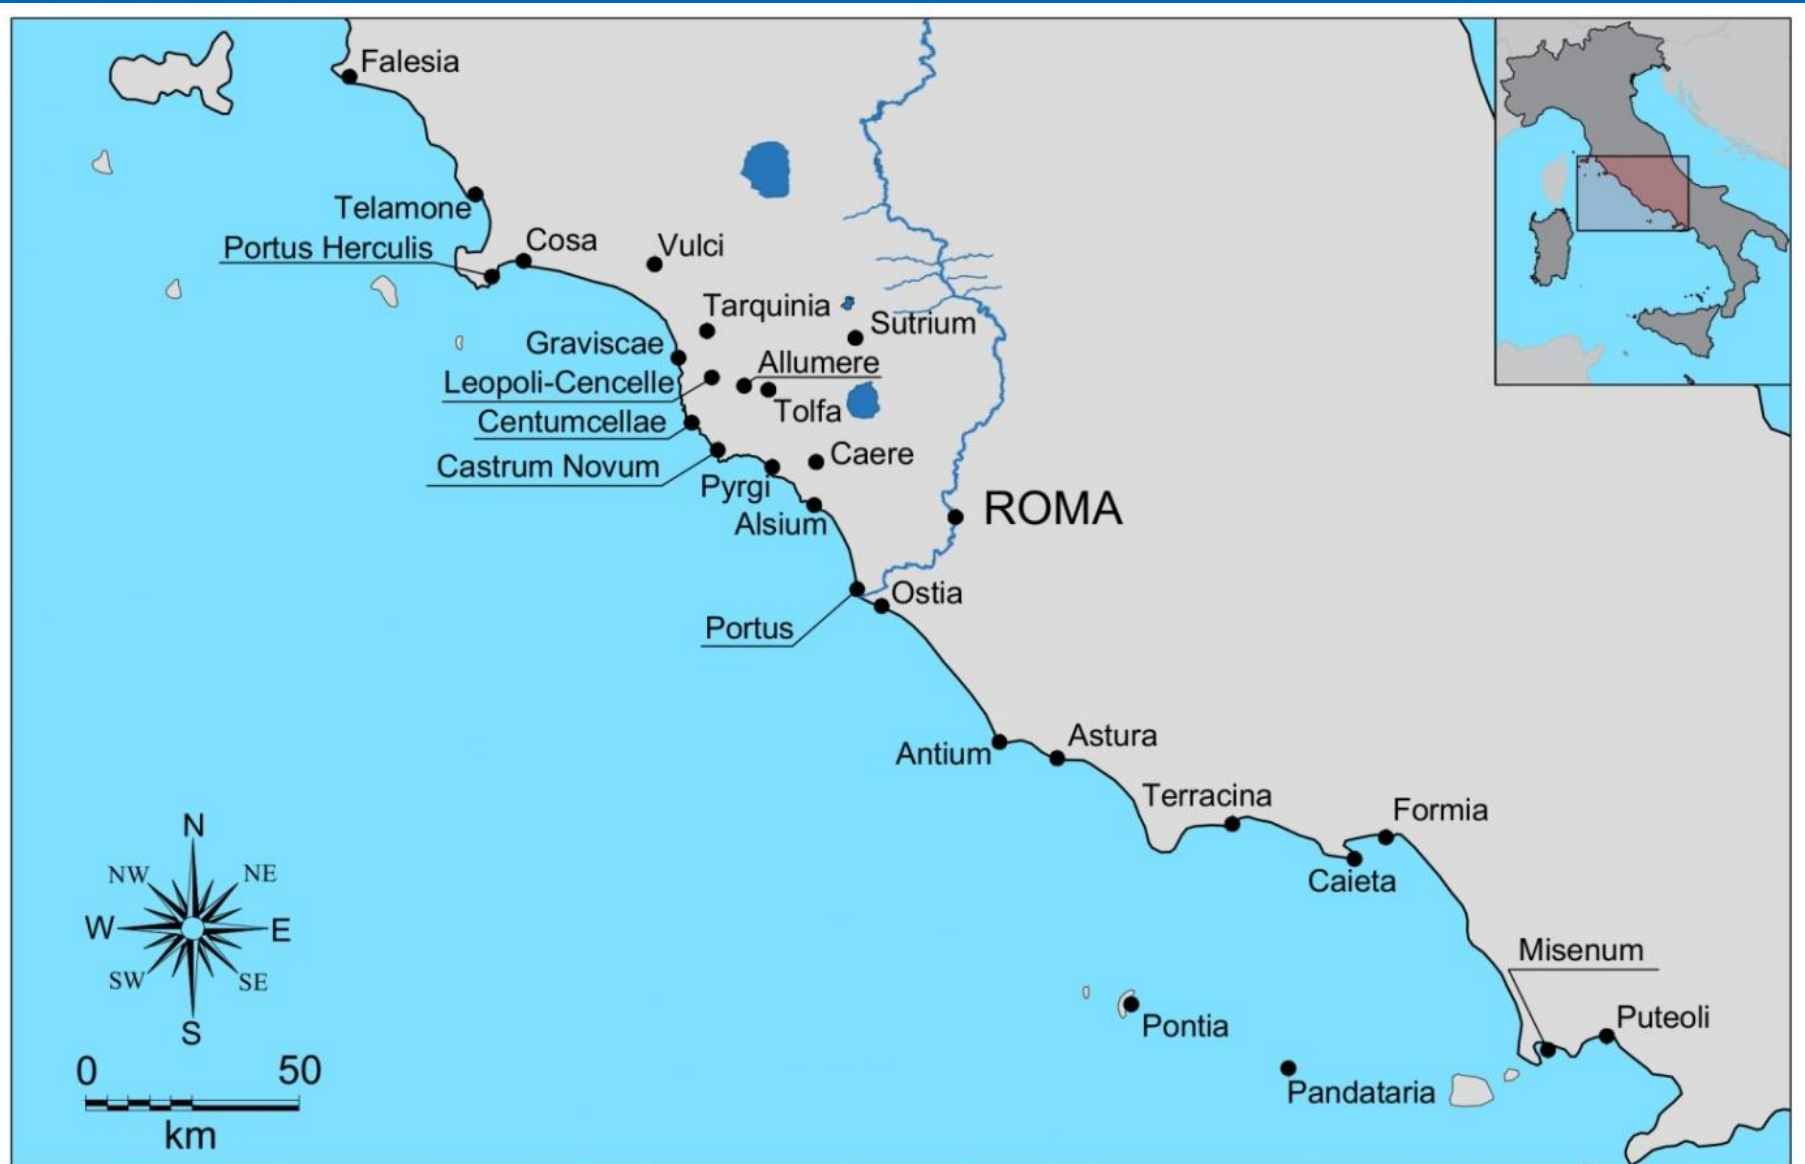 Falesia
Telamone
Portus Herculis
Cosa
Vulci
Tarquinia
Sutrium
Graviscae
Allumere
Leopoli-Cencelle
Tolfa
Centumcellae
Caere
Castrum Novum
Pyrgi
ROMA
Alsium
Ostia
Portus
Astura
Antium
Terracina
Formia
Caieta
Misenum
Puteoli
Pontia
Pandataria
N
NW NE
W E
SW SE
S
0 50
km